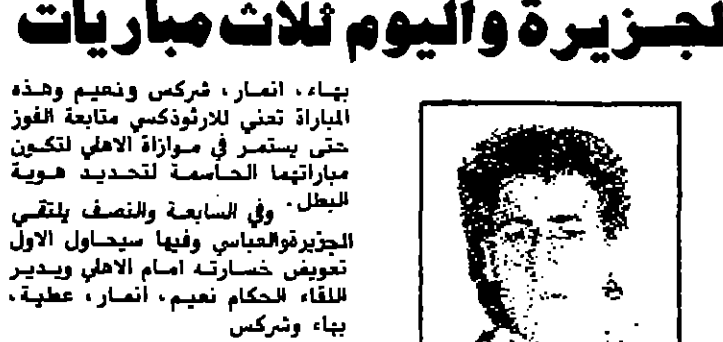 لجزيرة واليوم ثلاث مباريات
بهاء، انمار، شركس ونعيم وهذه
المباراة تعني للارثوذكسي متابعة الفوز
حتى يستمر في موازاة الاهلي لتكون
مباراتهما الحاسمة لتحديد هوية
البطل.
وفي السابعة والنصف يلتقي
الجزيرةوالعباسي وفيها سيحاول الاول
تعويض خسارته امام الاهلي ويدير
اللقاء الحكام نعيم، انمار، عطية،
بهاء وشركس